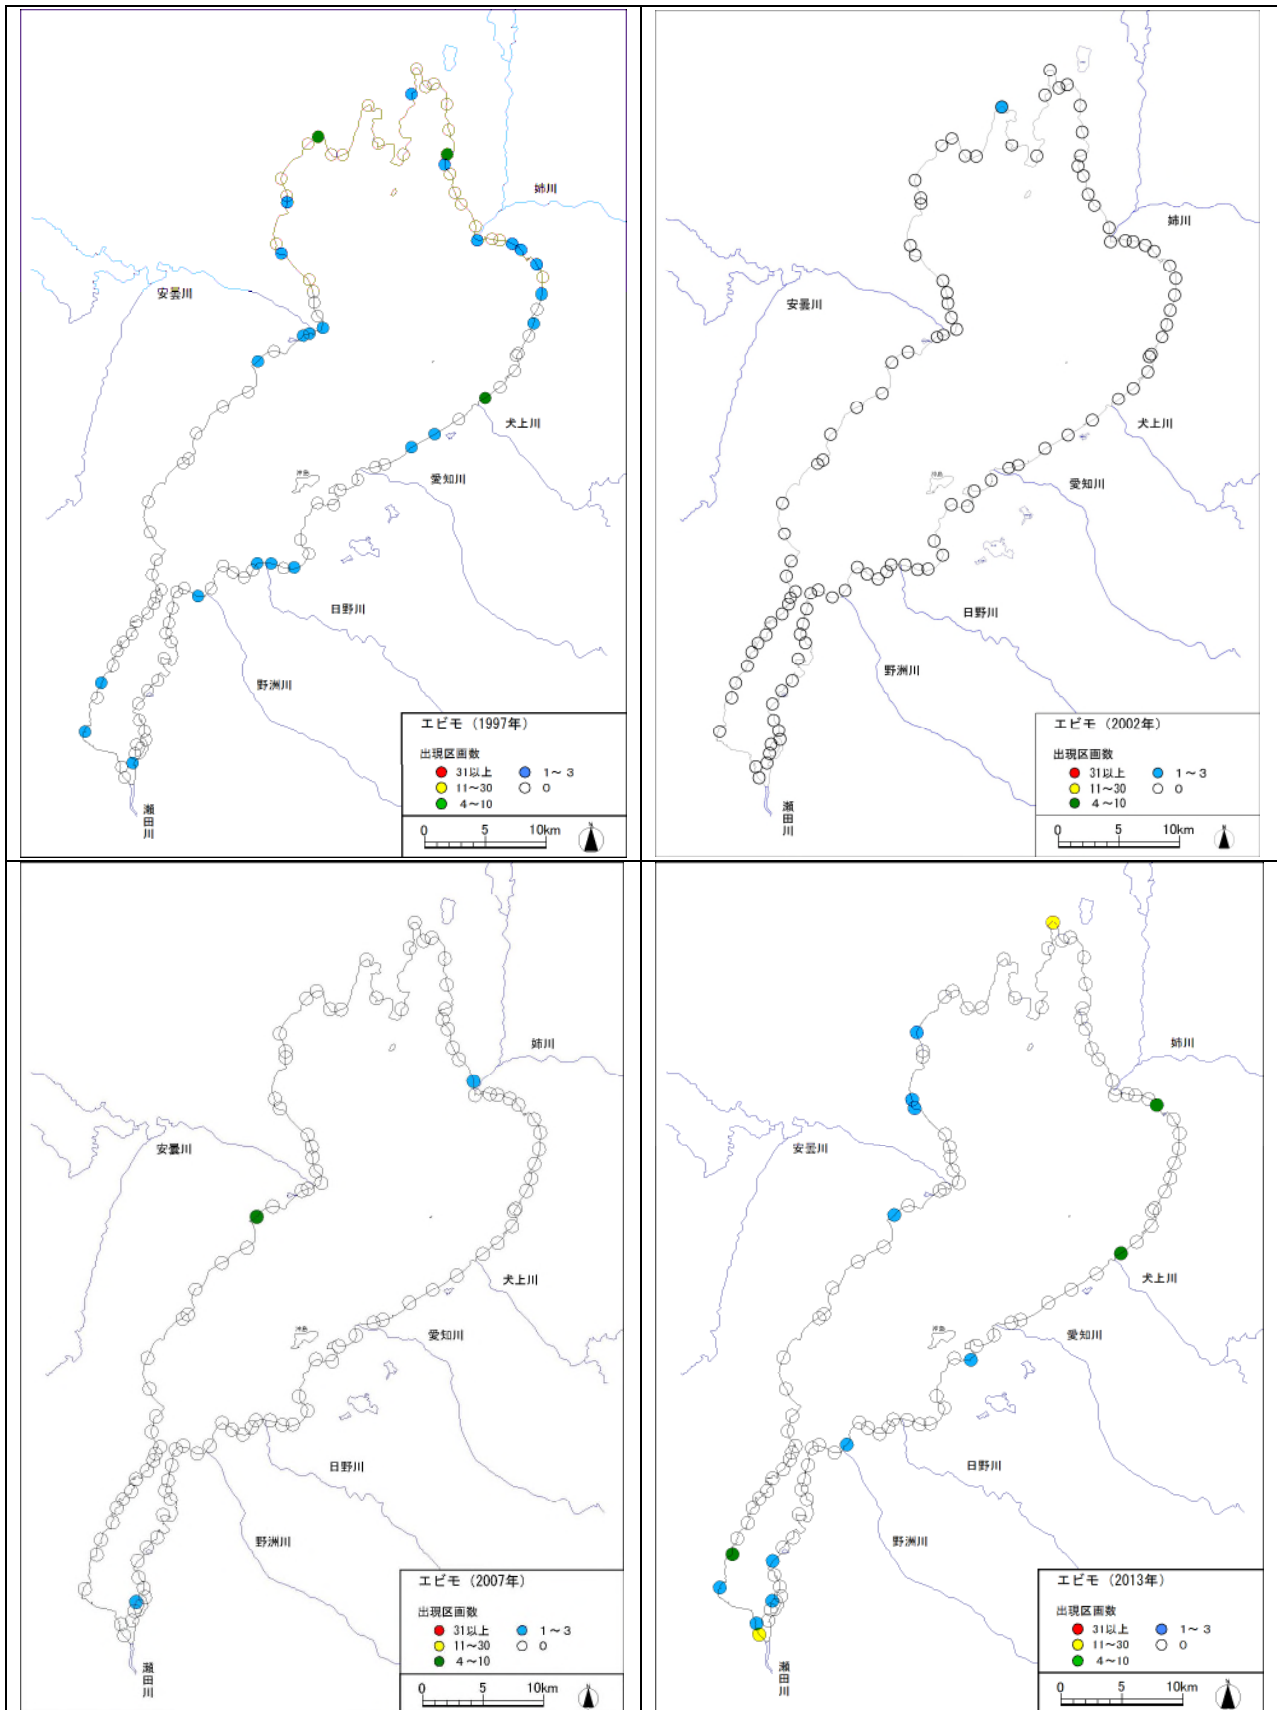 姉川
安曇川
犬上川
沖島
愛知川
日野川
野洲川
瀬田川
エビモ (1997年)
出現区画数
31以上 1～3
11～30 0
4～10
0 5 10km
N
姉川
安曇川
犬上川
沖島
愛知川
日野川
野洲川
瀬田川
エビモ (2002年)
出現区画数
31以上 1～3
11～30 0
4～10
0 5 10km
N
姉川
安曇川
犬上川
沖島
愛知川
日野川
野洲川
瀬田川
エビモ (2007年)
出現区画数
31以上 1～3
11～30 0
4～10
0 5 10km
N
姉川
安曇川
犬上川
沖島
愛知川
日野川
野洲川
瀬田川
エビモ (2013年)
出現区画数
31以上 1～3
11～30 0
4～10
0 5 10km
N